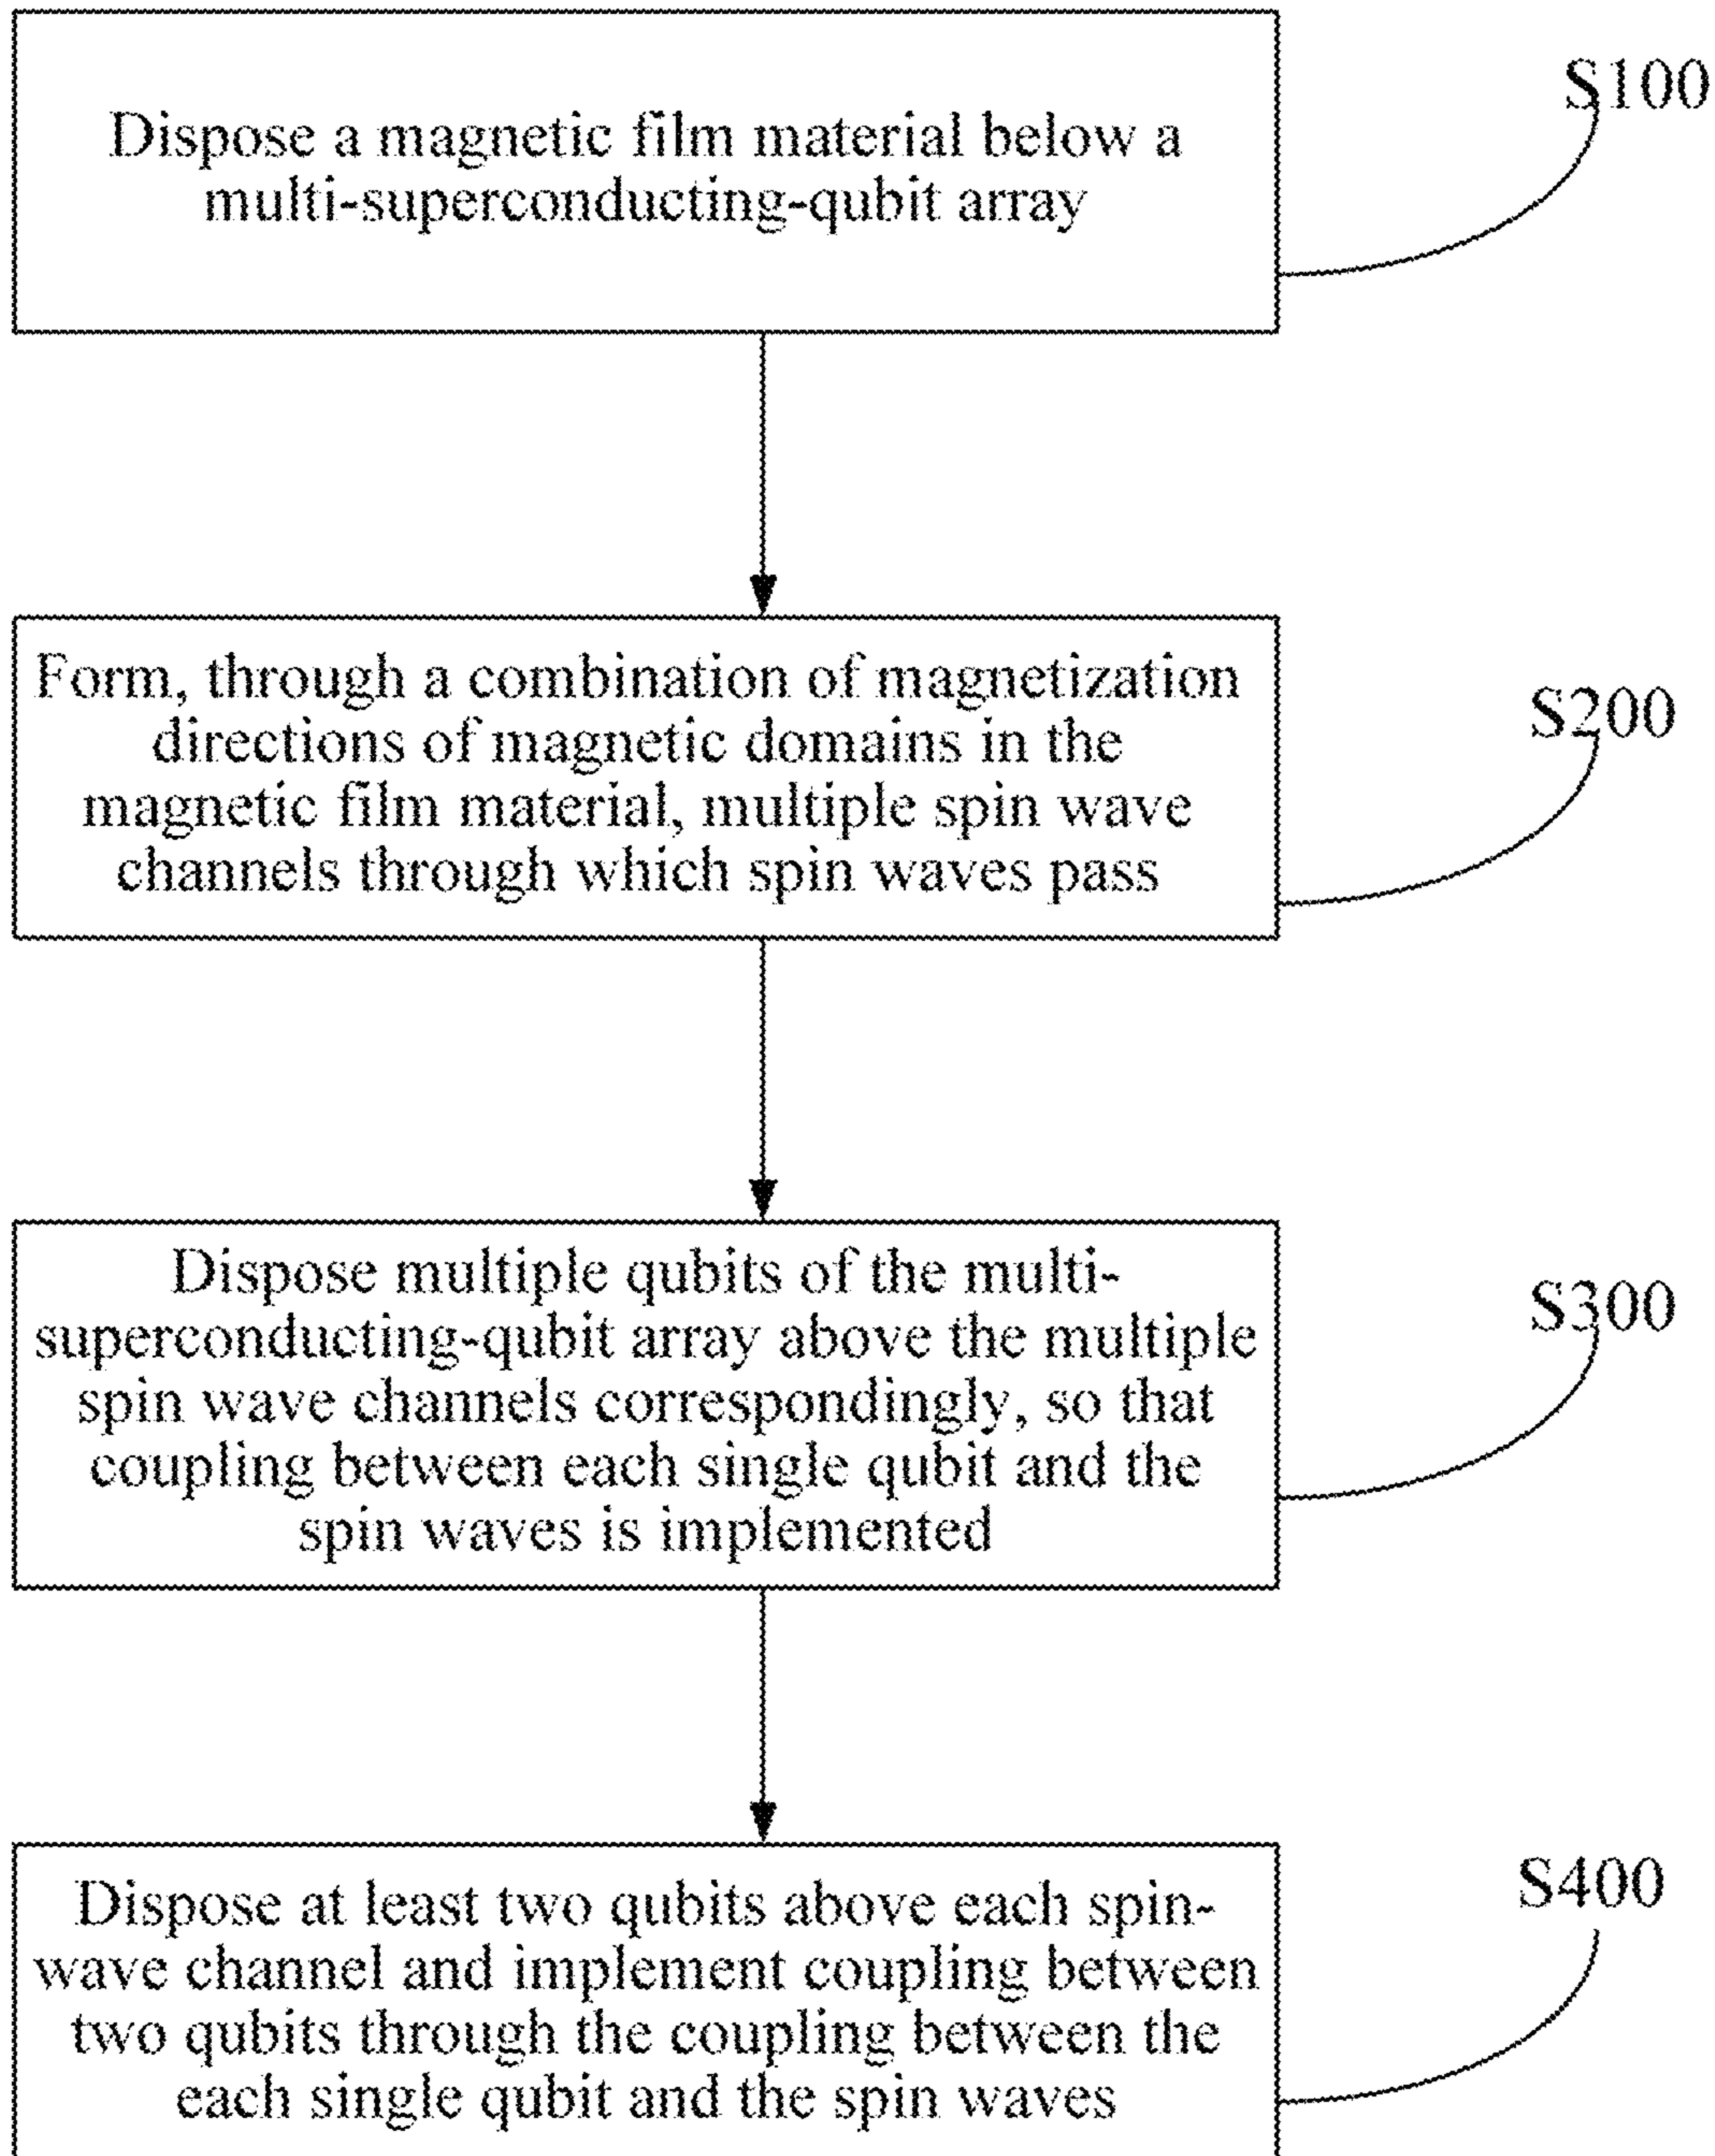 Dispose a magnetic film material below a
multi-superconducting-qubit array
S100
Form, through a combination of magnetization
directions of magnetic domains in the
magnetic film material, multiple spin wave
channels through which spin waves pass
S200
Dispose multiple qubits of the multi-
superconducting-qubit array above the multiple
spin wave channels correspondingly, so that
coupling between each single qubit and the
spin waves is implemented
S300
Dispose at least two qubits above each spin-
wave channel and implement coupling between
two qubits through the coupling between the
each single qubit and the spin waves
S400